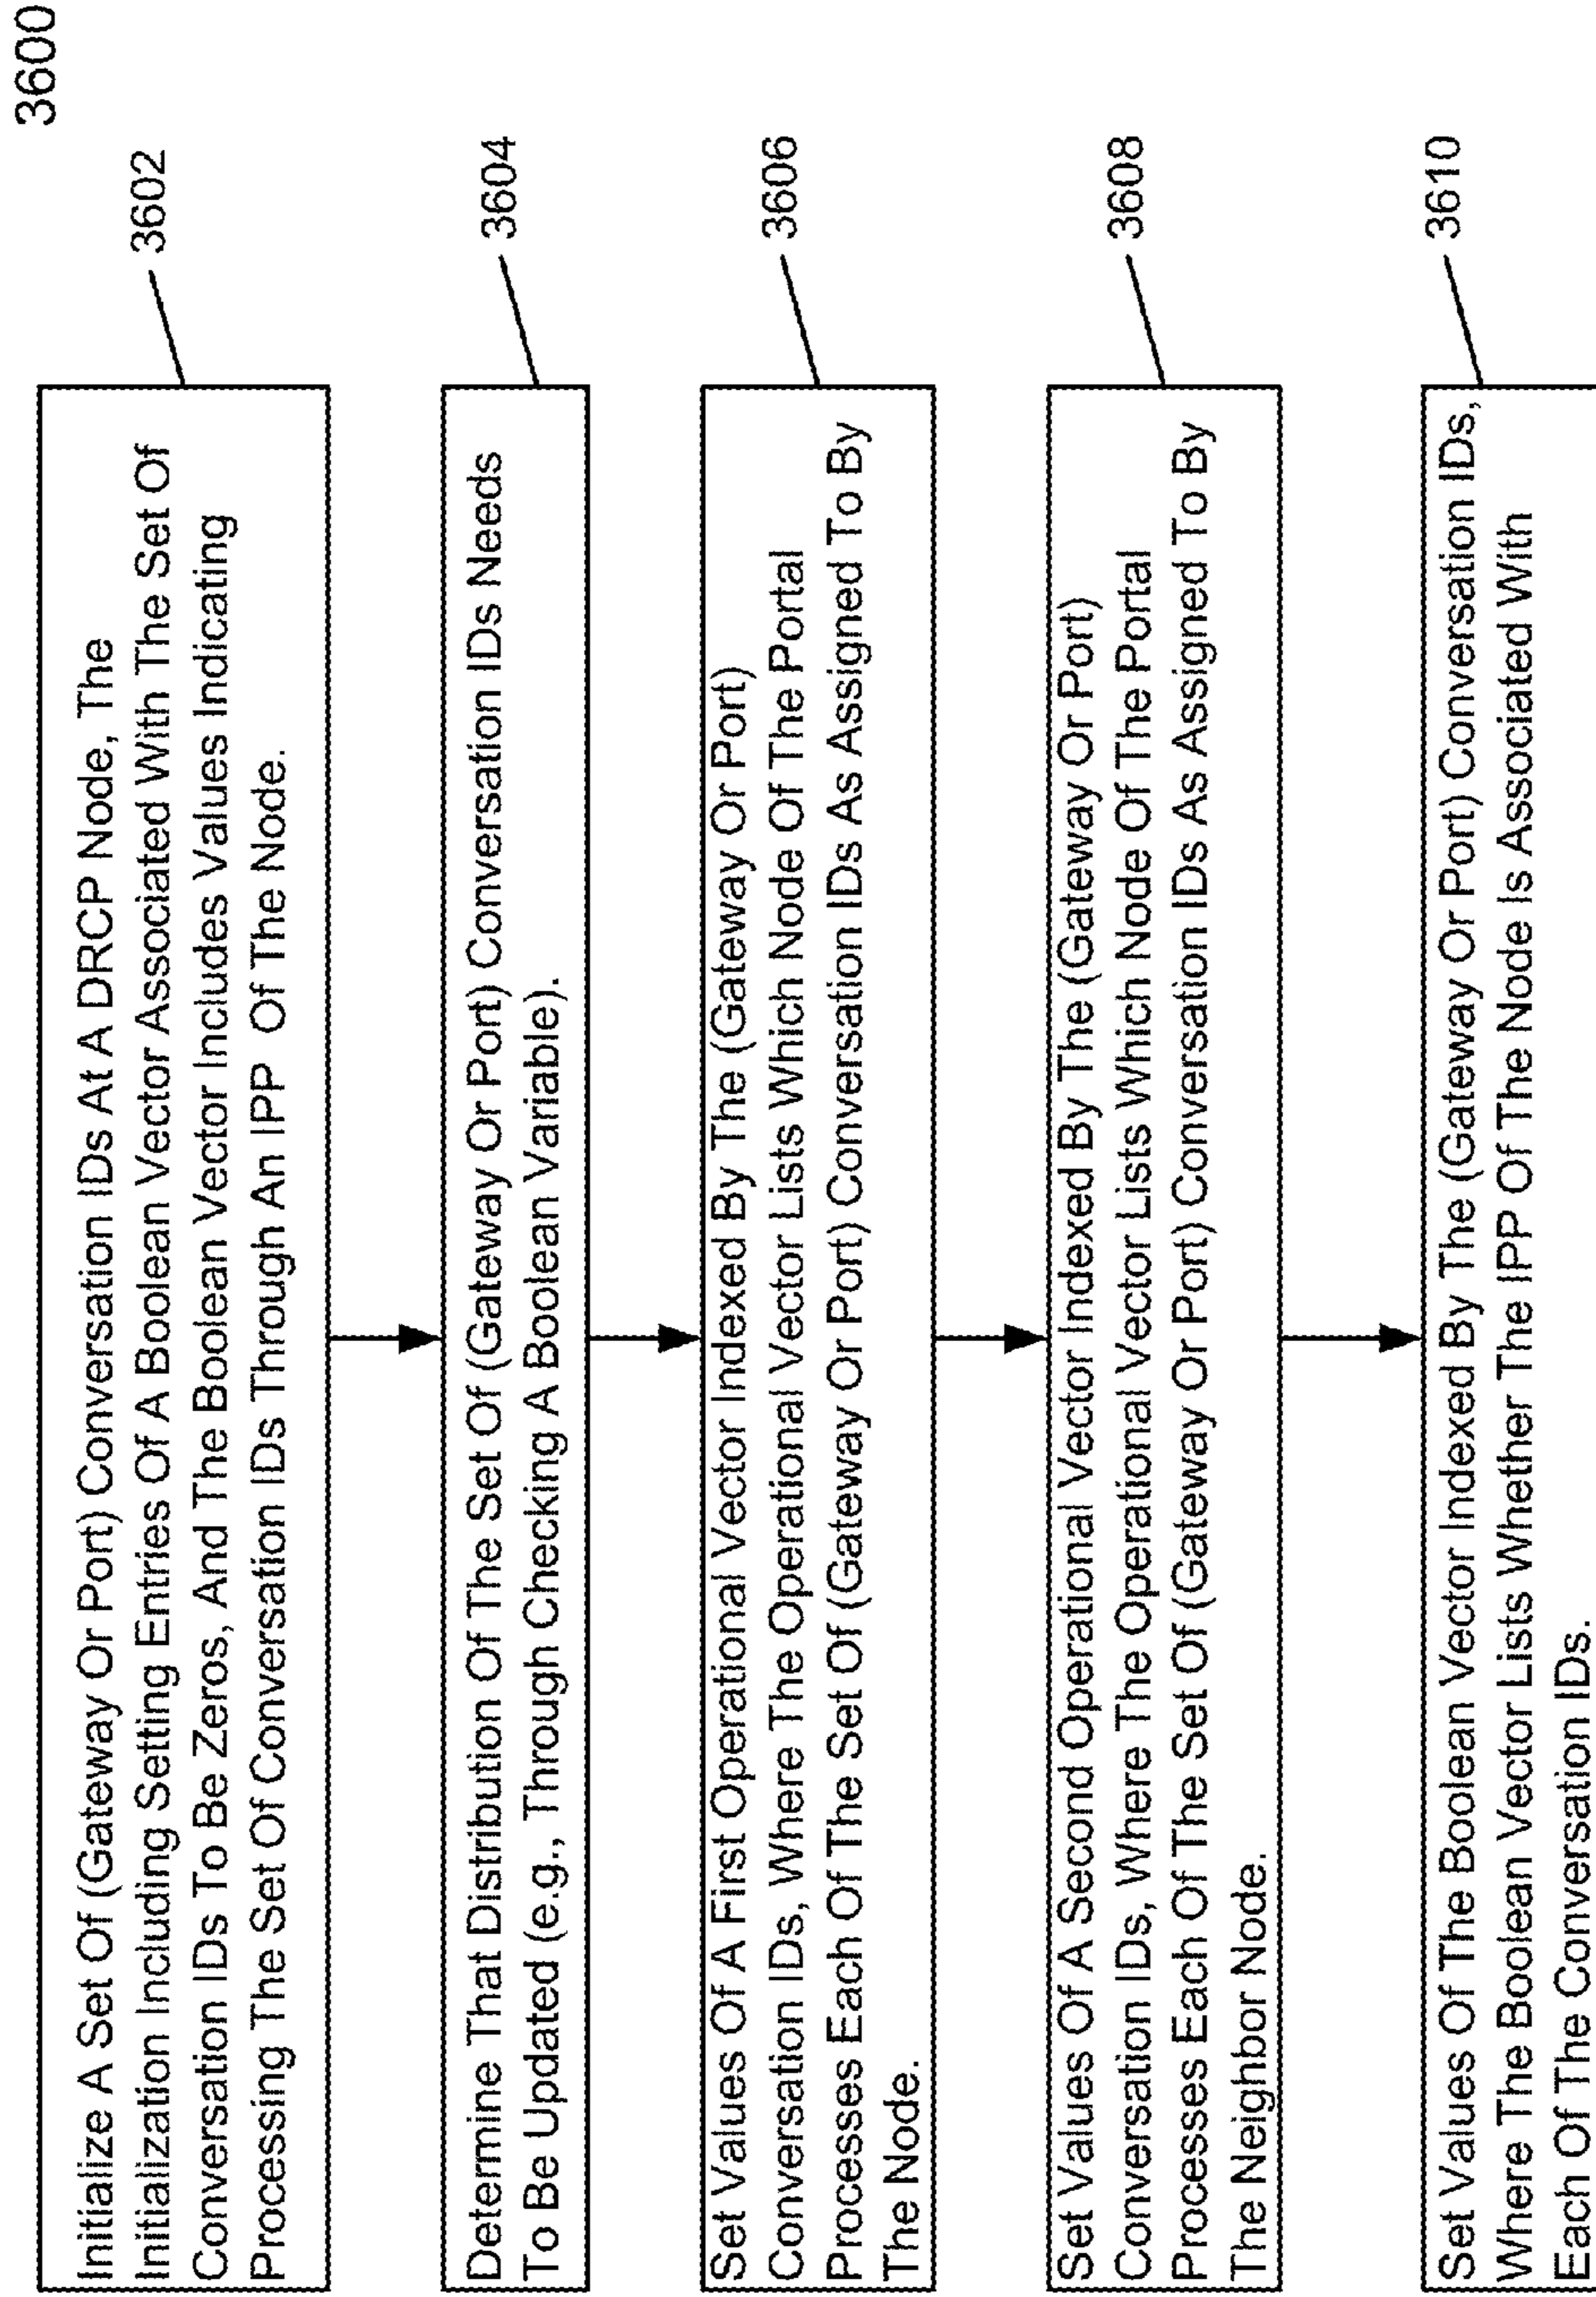 3600
Initialize A Set Of (Gateway Or Port) Conversation IDs At A DRCP Node, The
Initialization Including Setting Entries Of A Boolean Vector Associated With The Set Of
Conversation IDs To Be Zeros, And The Boolean Vector Includes Values Indicating
Processing The Set Of Conversation IDs Through An IPP Of The Node.
3602
Determine That Distribution Of The Set Of (Gateway Or Port) Conversation IDs Needs
To Be Updated (e.g., Through Checking A Boolean Variable).
3604
Set Values Of A First Operational Vector Indexed By The (Gateway Or Port)
Conversation IDs, Where The Operational Vector Lists Which Node Of The Portal
Processes Each Of The Set Of (Gateway Or Port) Conversation IDs As Assigned To By
The Node.
3606
Set Values Of A Second Operational Vector Indexed By The (Gateway Or Port)
Conversation IDs, Where The Operational Vector Lists Which Node Of The Portal
Processes Each Of The Set Of (Gateway Or Port) Conversation IDs As Assigned To By
The Neighbor Node.
3608
Set Values Of The Boolean Vector Indexed By The (Gateway Or Port) Conversation IDs,
Where The Boolean Vector Lists Whether The IPP Of The Node Is Associated With
Each Of The Conversation IDs.
3610